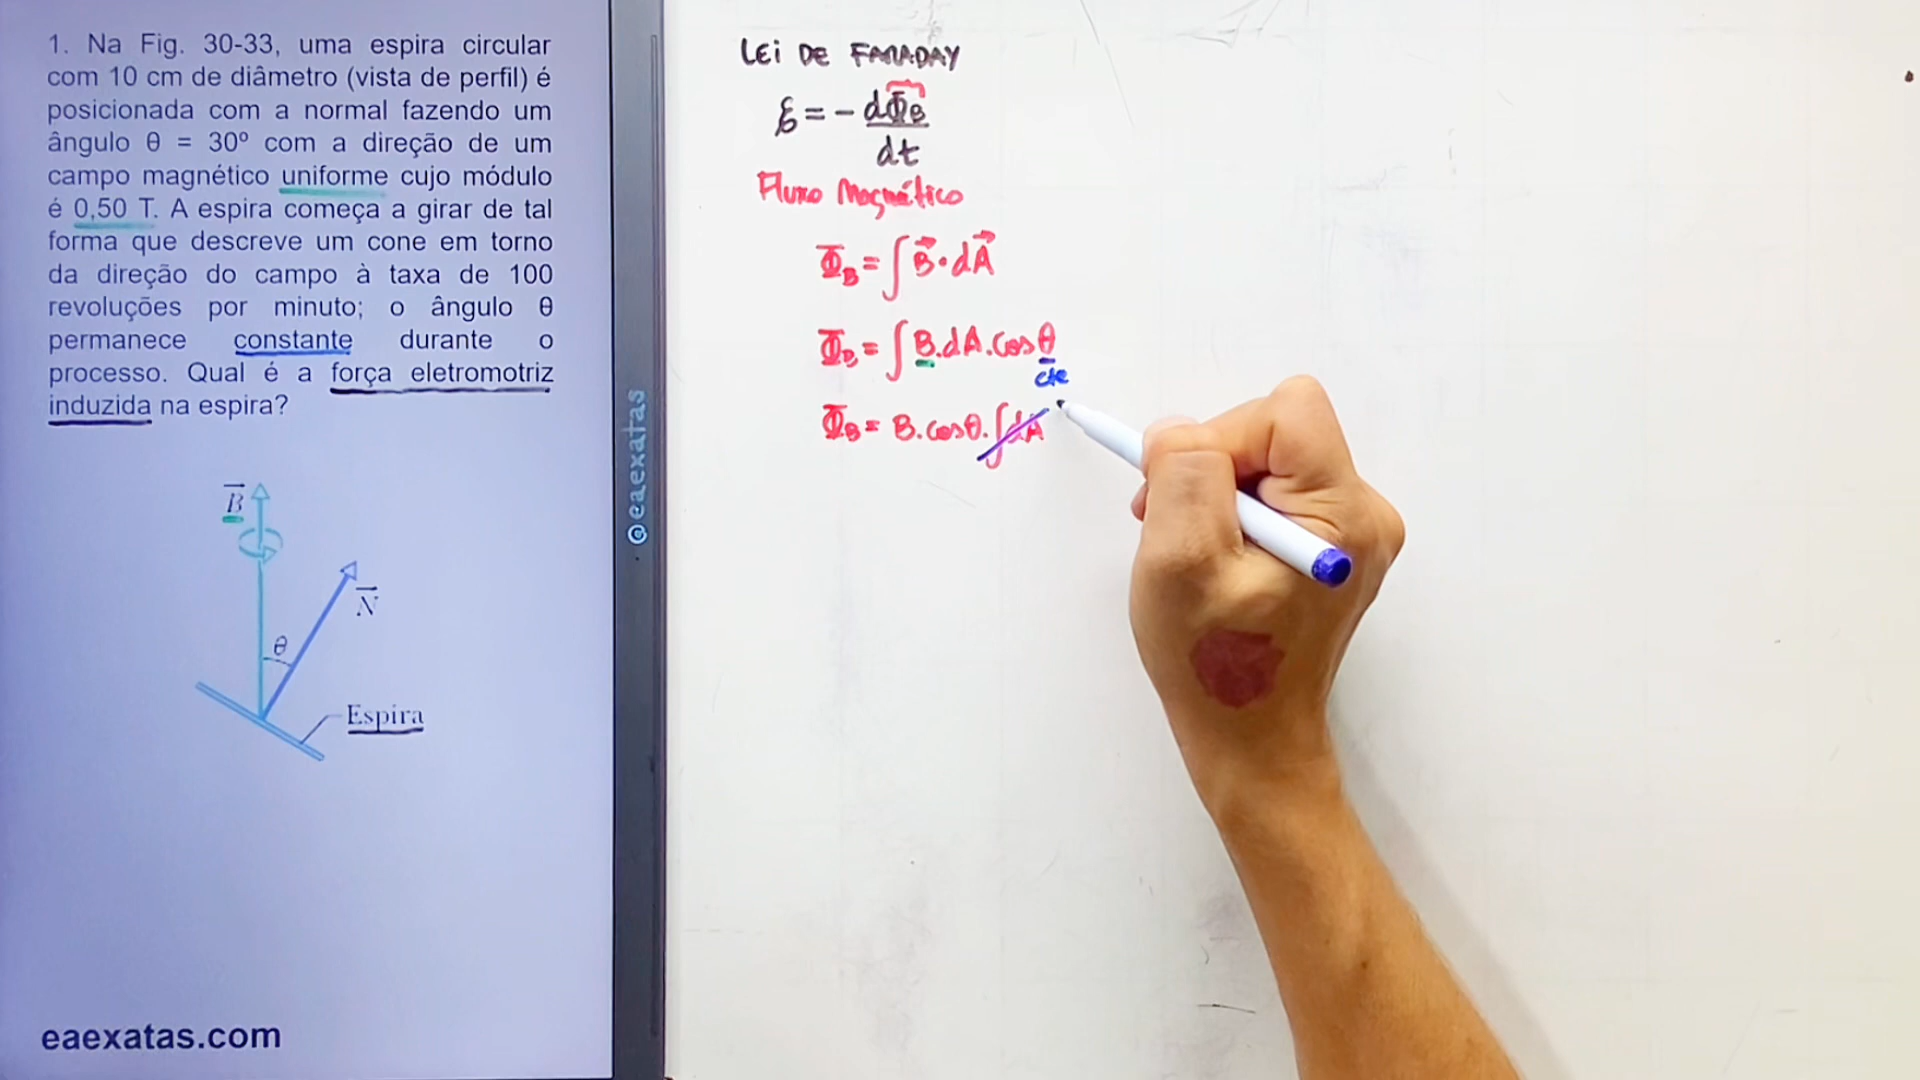 1. Na Fig. 30-33, uma espira circular
com 10 cm de diâmetro (vista de perfil) é
posicionada com a normal fazendo um
ângulo θ = 30º com a direção de um
campo magnético uniforme cujo módulo
é 0,50 T. A espira começa a girar de tal
forma que descreve um cone em torno
da direção do campo à taxa de 100
revoluções por minuto; o ângulo θ
permanece constante durante o
processo. Qual é a força eletromotriz
induzida na espira?
B
N
θ
Espira
eaexatas.com
@eaexatas
LEI DE FARADAY
ℰ = - dΦB
dt
Fluxo Magnético
ΦB = ∫ B⃗ · dA⃗
ΦB = ∫ B.dA.cosθ
cte
ΦB = B.cosθ.∫dA